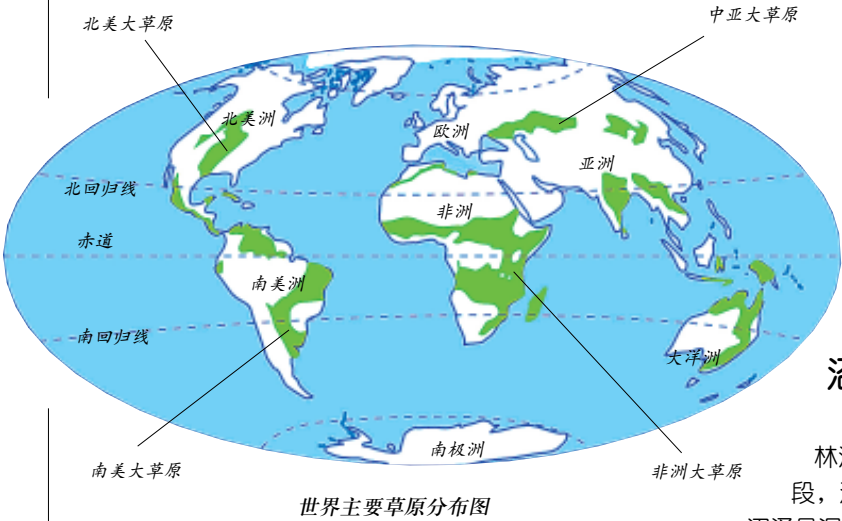 北美大草原
中亚大草原
北美洲
欧洲
亚洲
北回归线
非洲
赤道
南美洲
南回归线
大洋洲
南极洲
南美大草原
非洲大草原
世界主要草原分布图
段，